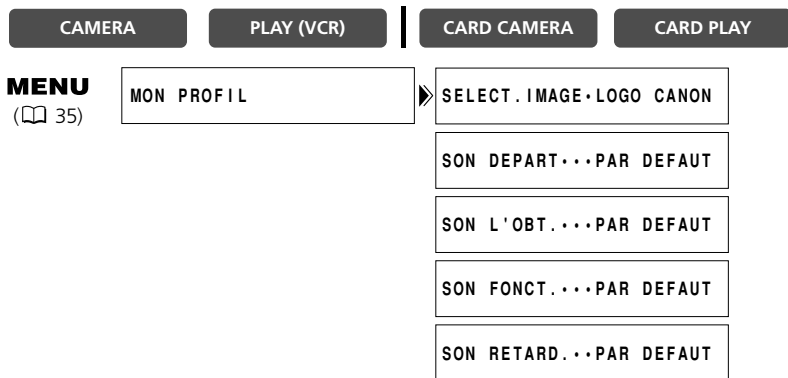 CAMERA PLAY (VCR) CARD CAMERA CARD PLAY
MENU MON PROFIL SELECT.IMAGE•LOGO CANON
( 35)
SON DEPART•••PAR DEFAUT
SON L'OBT.•••PAR DEFAUT
SON FONCT.•••PAR DEFAUT
SON RETARD.••PAR DEFAUT